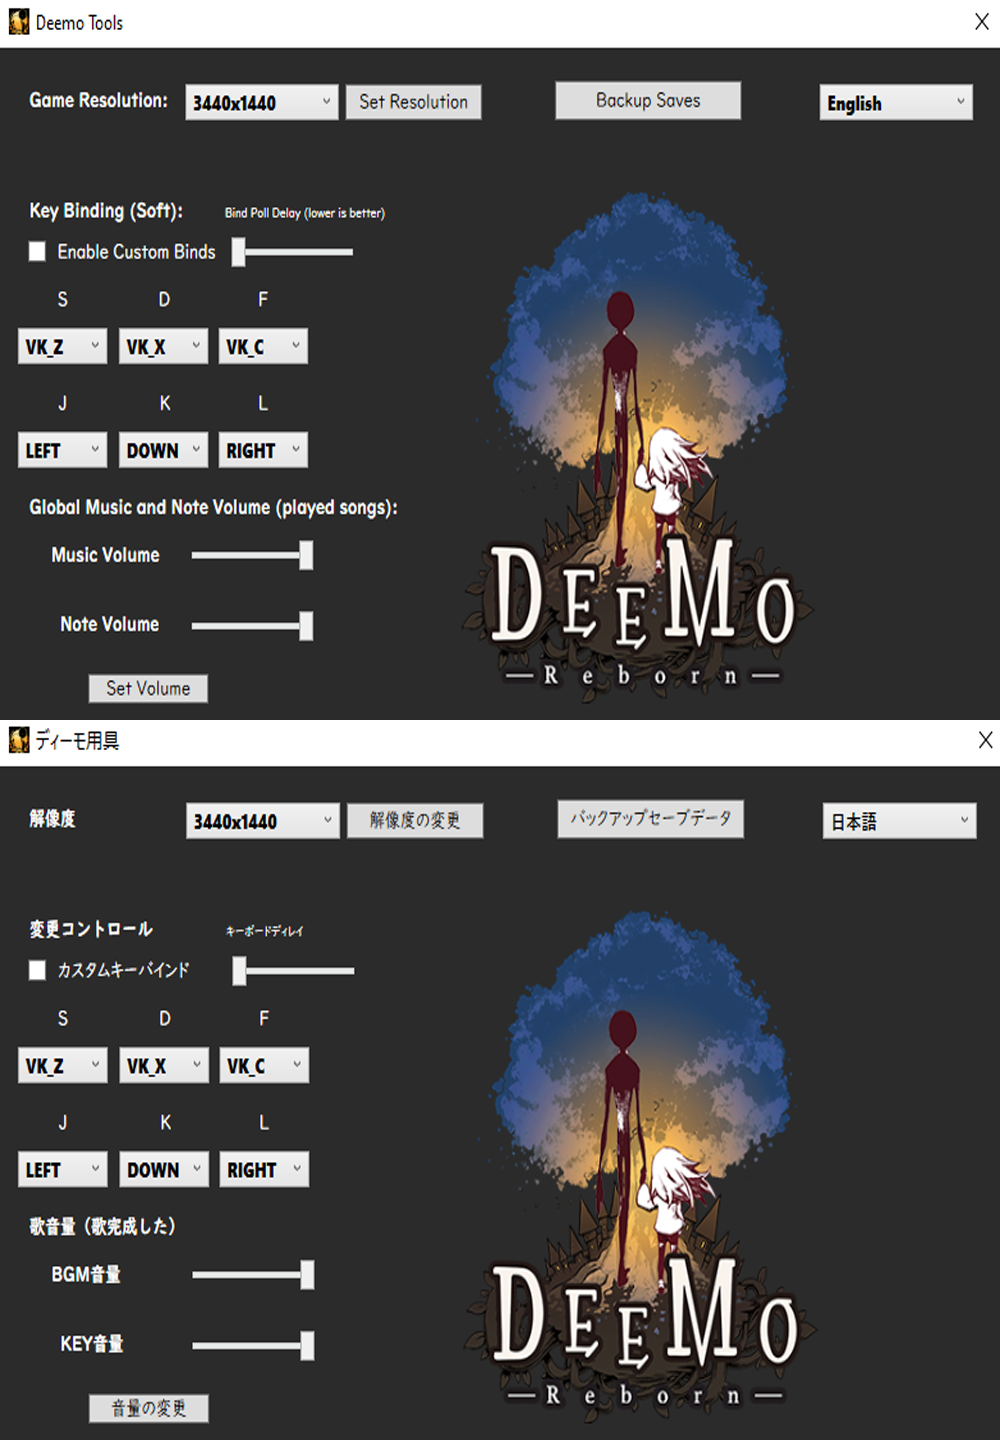 Deemo Tools X
Game Resolution: 3440x1440 Set Resolution Backup Saves English
Key Binding (Soft): Bind Poll Delay (lower is better)
Enable Custom Binds
S D F
VK_Z VK_X VK_C
J K L
LEFT DOWN RIGHT
Global Music and Note Volume (played songs):
Music Volume
Note Volume
Set Volume
DEEMO
Reborn
ディーモ用具 X
解像度 3440x1440 解像度の変更 バックアップセーブデータ 日本語
変更コントロール キーボードディレイ
カスタムキーバインド
S D F
VK_Z VK_X VK_C
J K L
LEFT DOWN RIGHT
歌音量（歌完成した）
BGM音量
KEY音量
音量の変更
DEEMO
Reborn